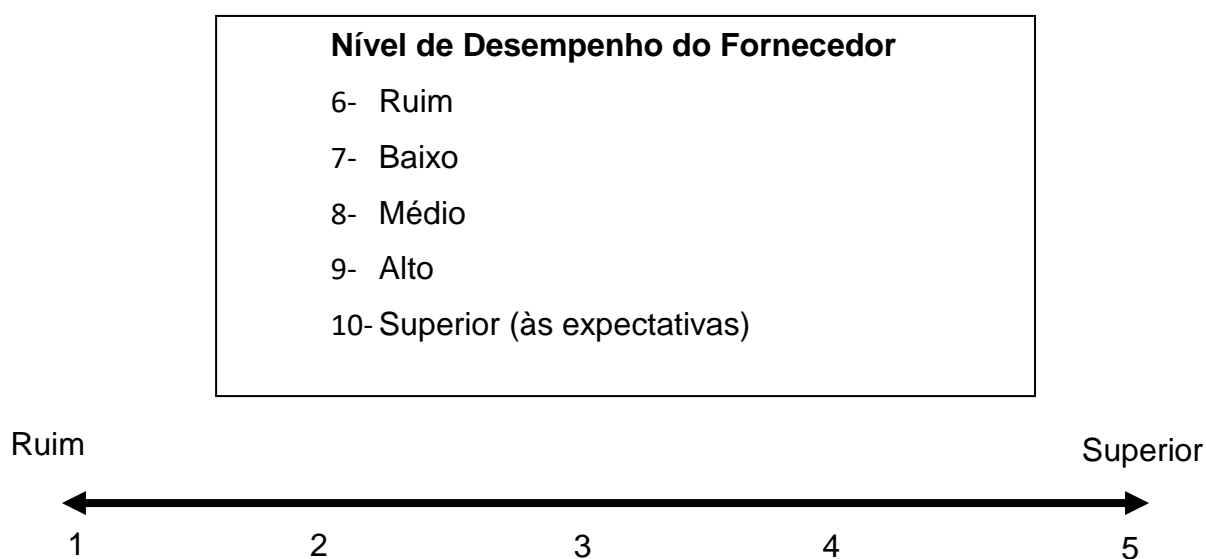 Nível de Desempenho do Fornecedor
6- Ruim
7- Baixo
8- Médio
9- Alto
10- Superior (às expectativas)
Ruim
Superior
1 2 3 4 5